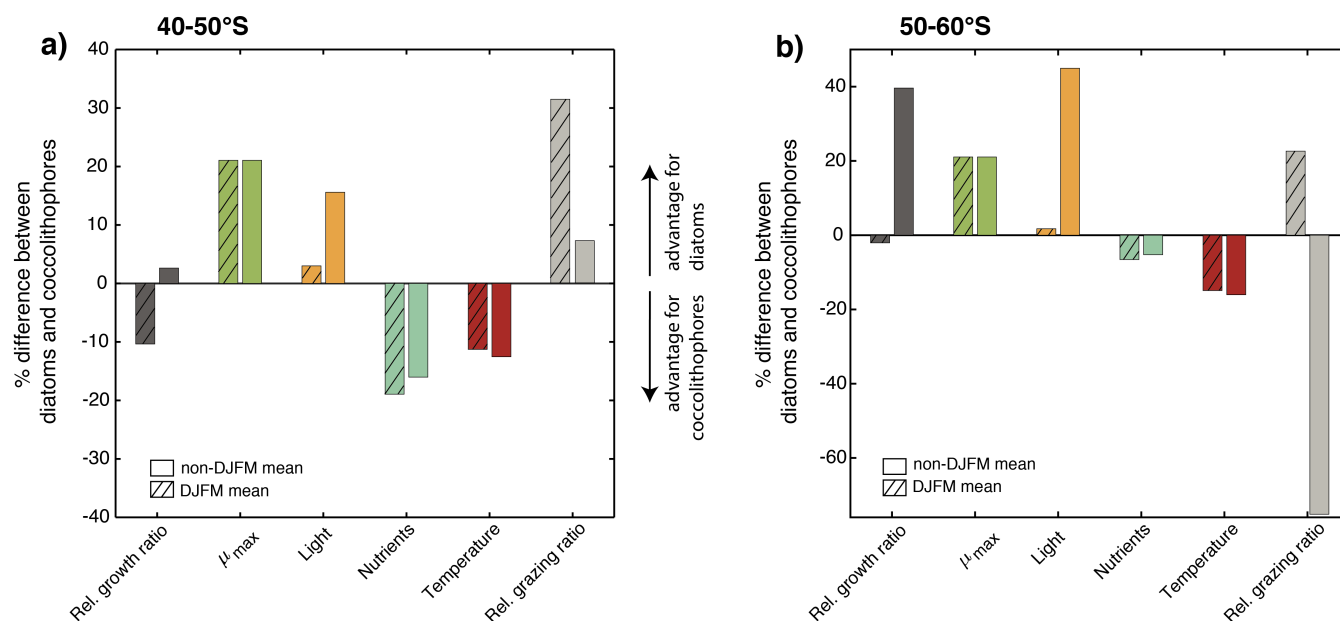 40-50°S
a)
40
30
20
10
0
-10
-20
-30
-40
% difference between
diatoms and coccolithophores
non-DJFM mean
DJFM mean
Rel. growth ratio
μ max
Light
Nutrients
Temperature
Rel. grazing ratio
advantage for
diatoms
advantage for
coccolithophores
50-60°S
b)
40
20
0
-20
-40
-60
% difference between
diatoms and coccolithophores
non-DJFM mean
DJFM mean
Rel. growth ratio
μ max
Light
Nutrients
Temperature
Rel. grazing ratio